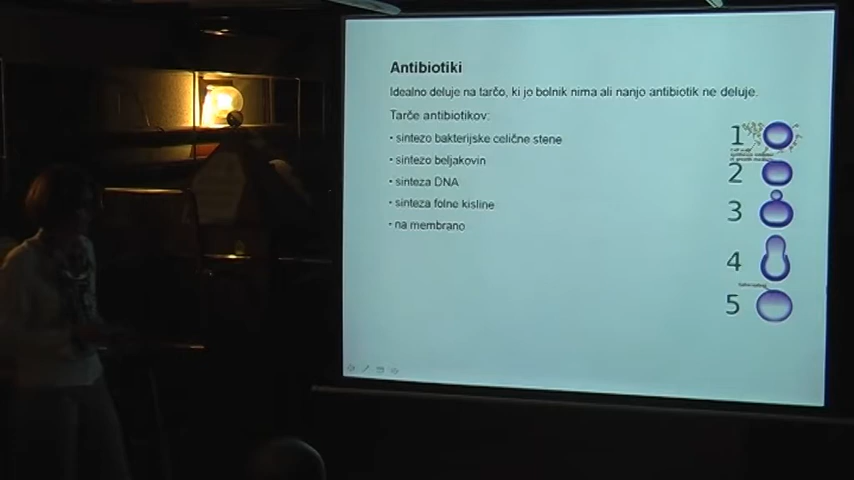 Antibiotiki
Idealno deluje na tarčo, ki jo bolnik nima ali nanjo antibiotik ne deluje.
Tarče antibiotikov:
• sintezo bakterijske celične stene
• sintezo beljakovin
• sinteza DNA
• sinteza folne kisline
• na membrano
1
2
3
4
5